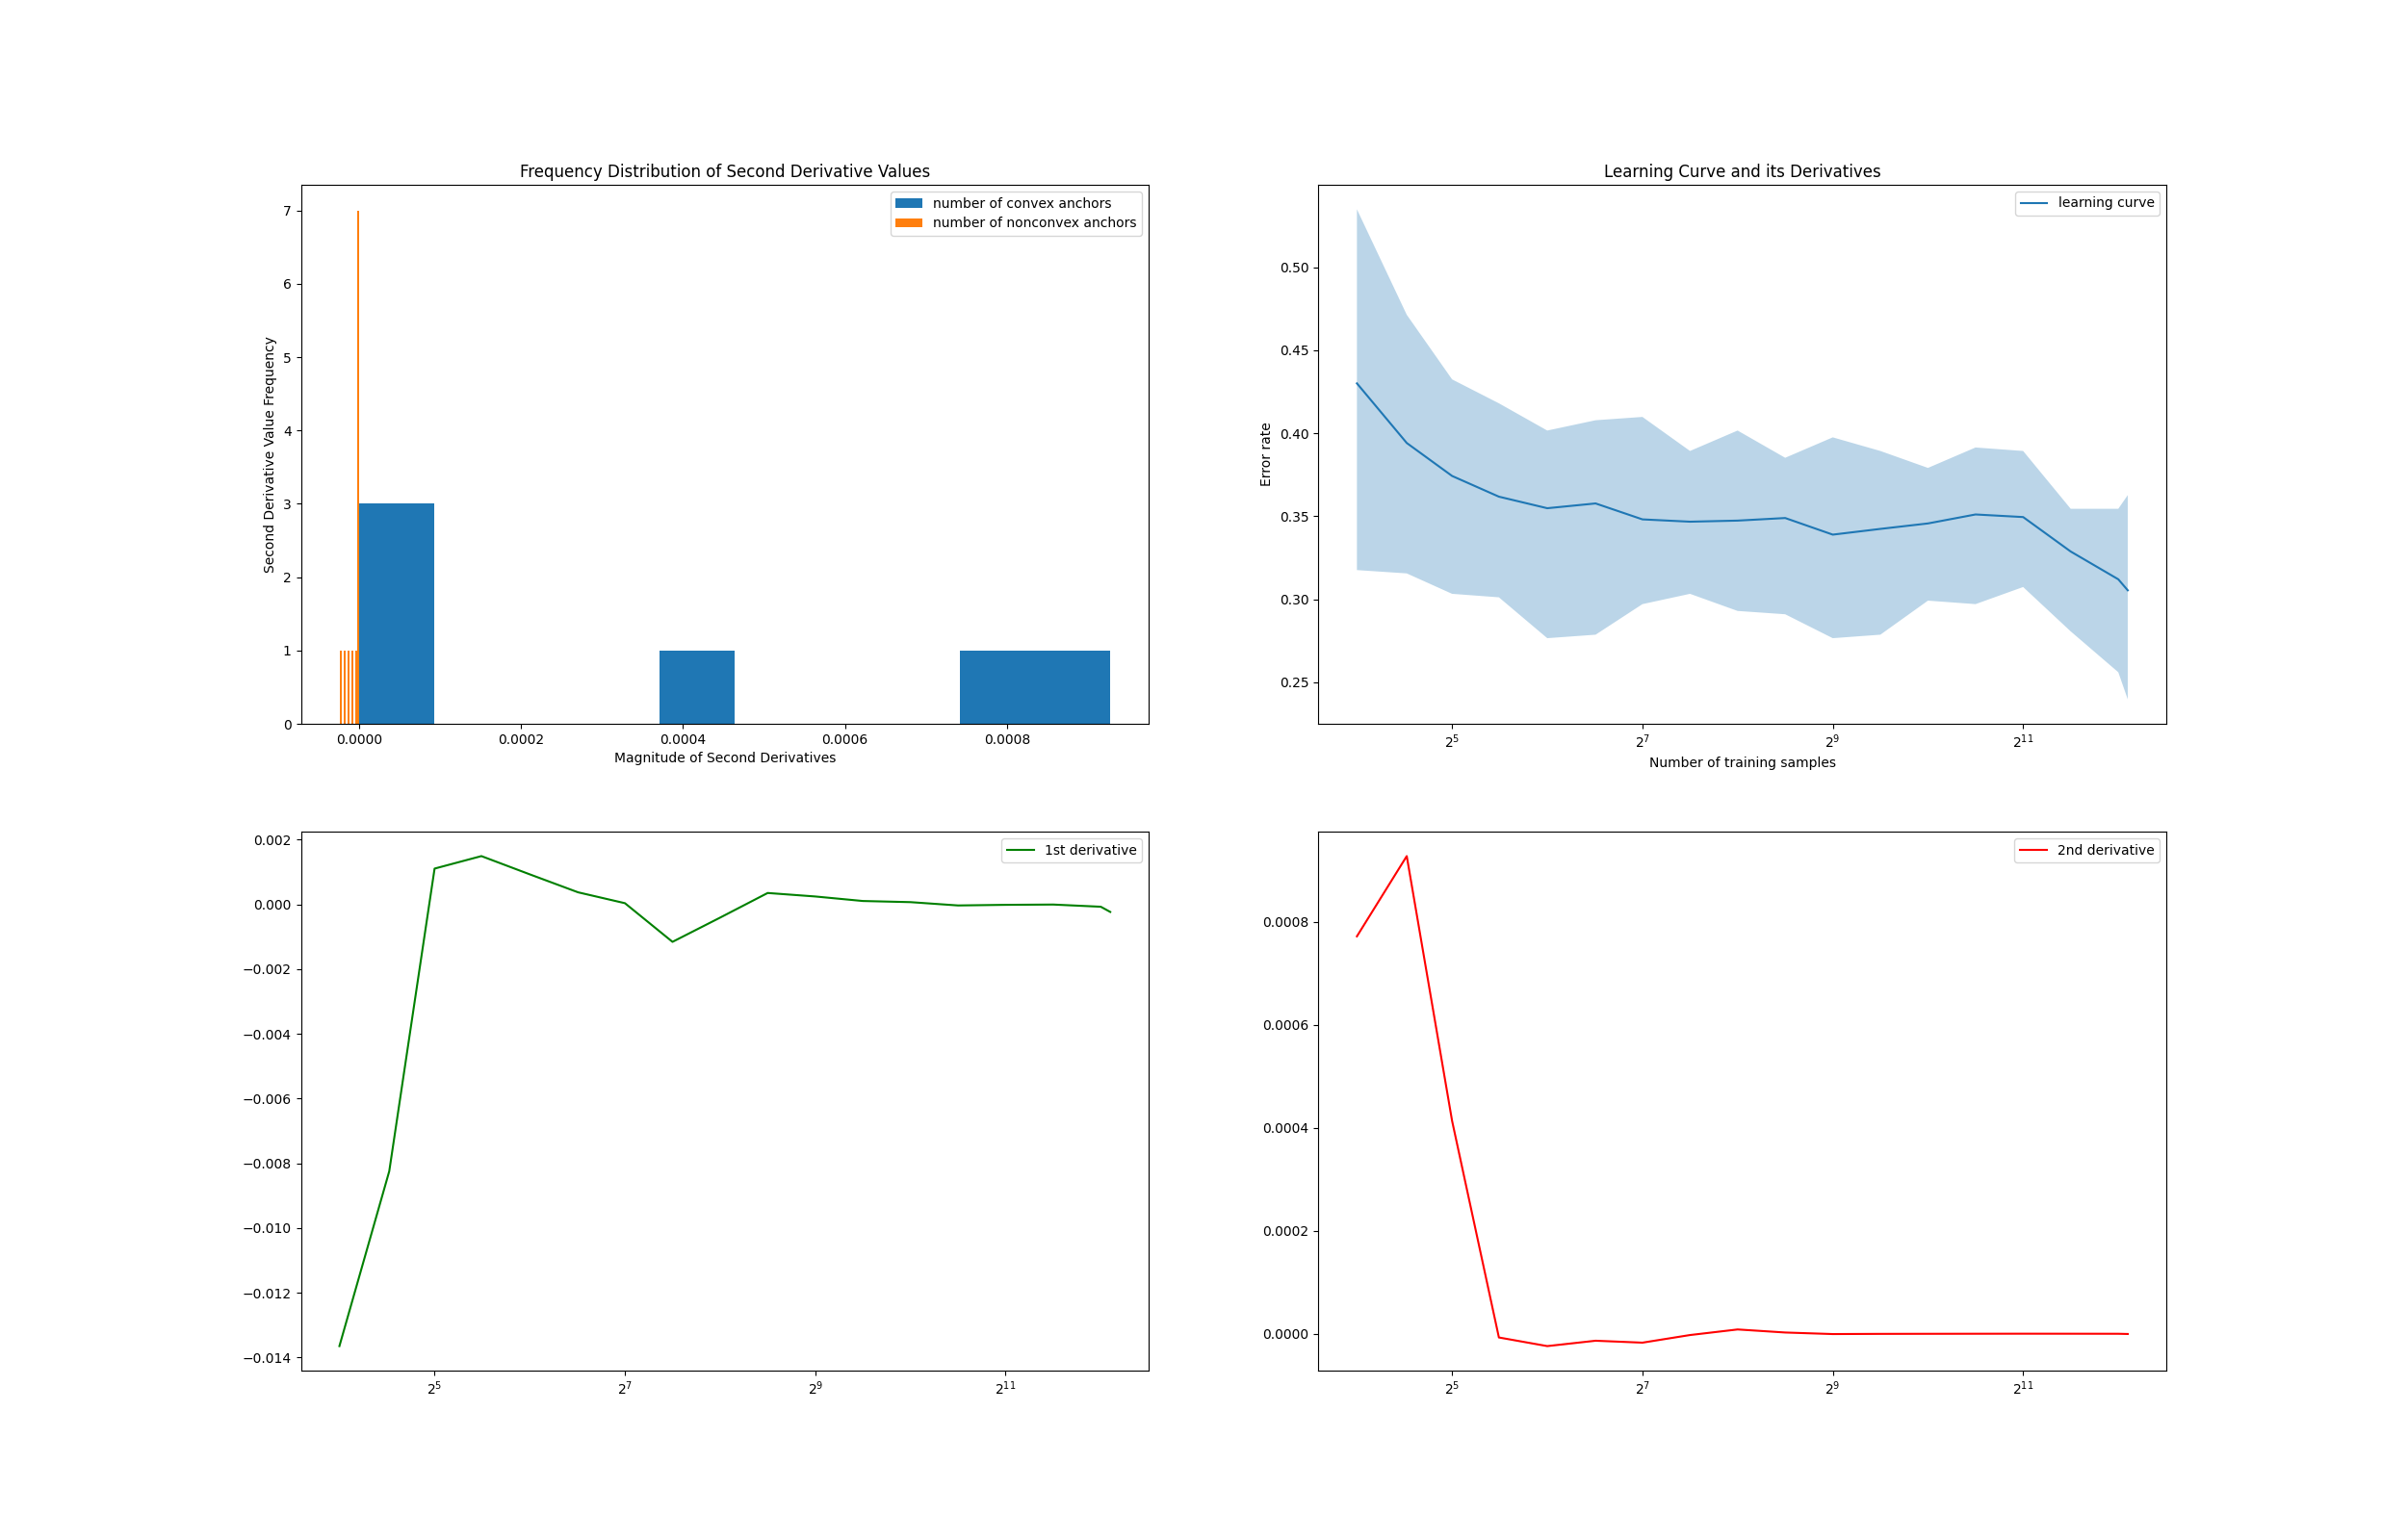 Frequency Distribution of Second Derivative Values
number of convex anchors
number of nonconvex anchors
Second Derivative Value Frequency
7
6
5
4
3
2
1
0
0.0000 0.0002 0.0004 0.0006 0.0008
Magnitude of Second Derivatives
Learning Curve and its Derivatives
learning curve
Error rate
0.50
0.45
0.40
0.35
0.30
0.25
2^5 2^7 2^9 2^11
Number of training samples
1st derivative
0.002
0.000
−0.002
−0.004
−0.006
−0.008
−0.010
−0.012
−0.014
2^5 2^7 2^9 2^11
2nd derivative
0.0008
0.0006
0.0004
0.0002
0.0000
2^5 2^7 2^9 2^11